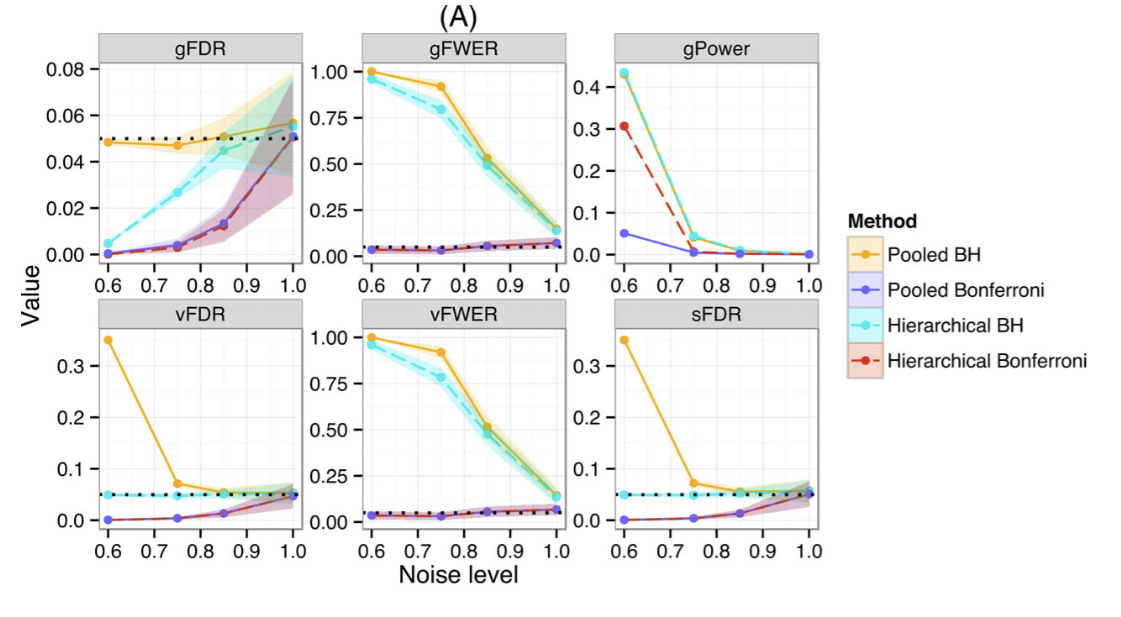 (A)
gFDR gFWER gPower
0.08 1.00 0.4
0.06 0.75 0.3
0.04 0.50 0.2
0.02 0.25 0.1
0.00 0.00 0.0
0.6 0.7 0.8 0.9 1.0 0.6 0.7 0.8 0.9 1.0 0.6 0.7 0.8 0.9 1.0
Value
vFDR vFWER sFDR
1.00
0.3 0.75 0.3
0.2 0.50 0.2
0.1 0.25 0.1
0.0 0.00 0.0
0.6 0.7 0.8 0.9 1.0 0.6 0.7 0.8 0.9 1.0 0.6 0.7 0.8 0.9 1.0
Noise level
Method
Pooled BH
Pooled Bonferroni
Hierarchical BH
Hierarchical Bonferroni